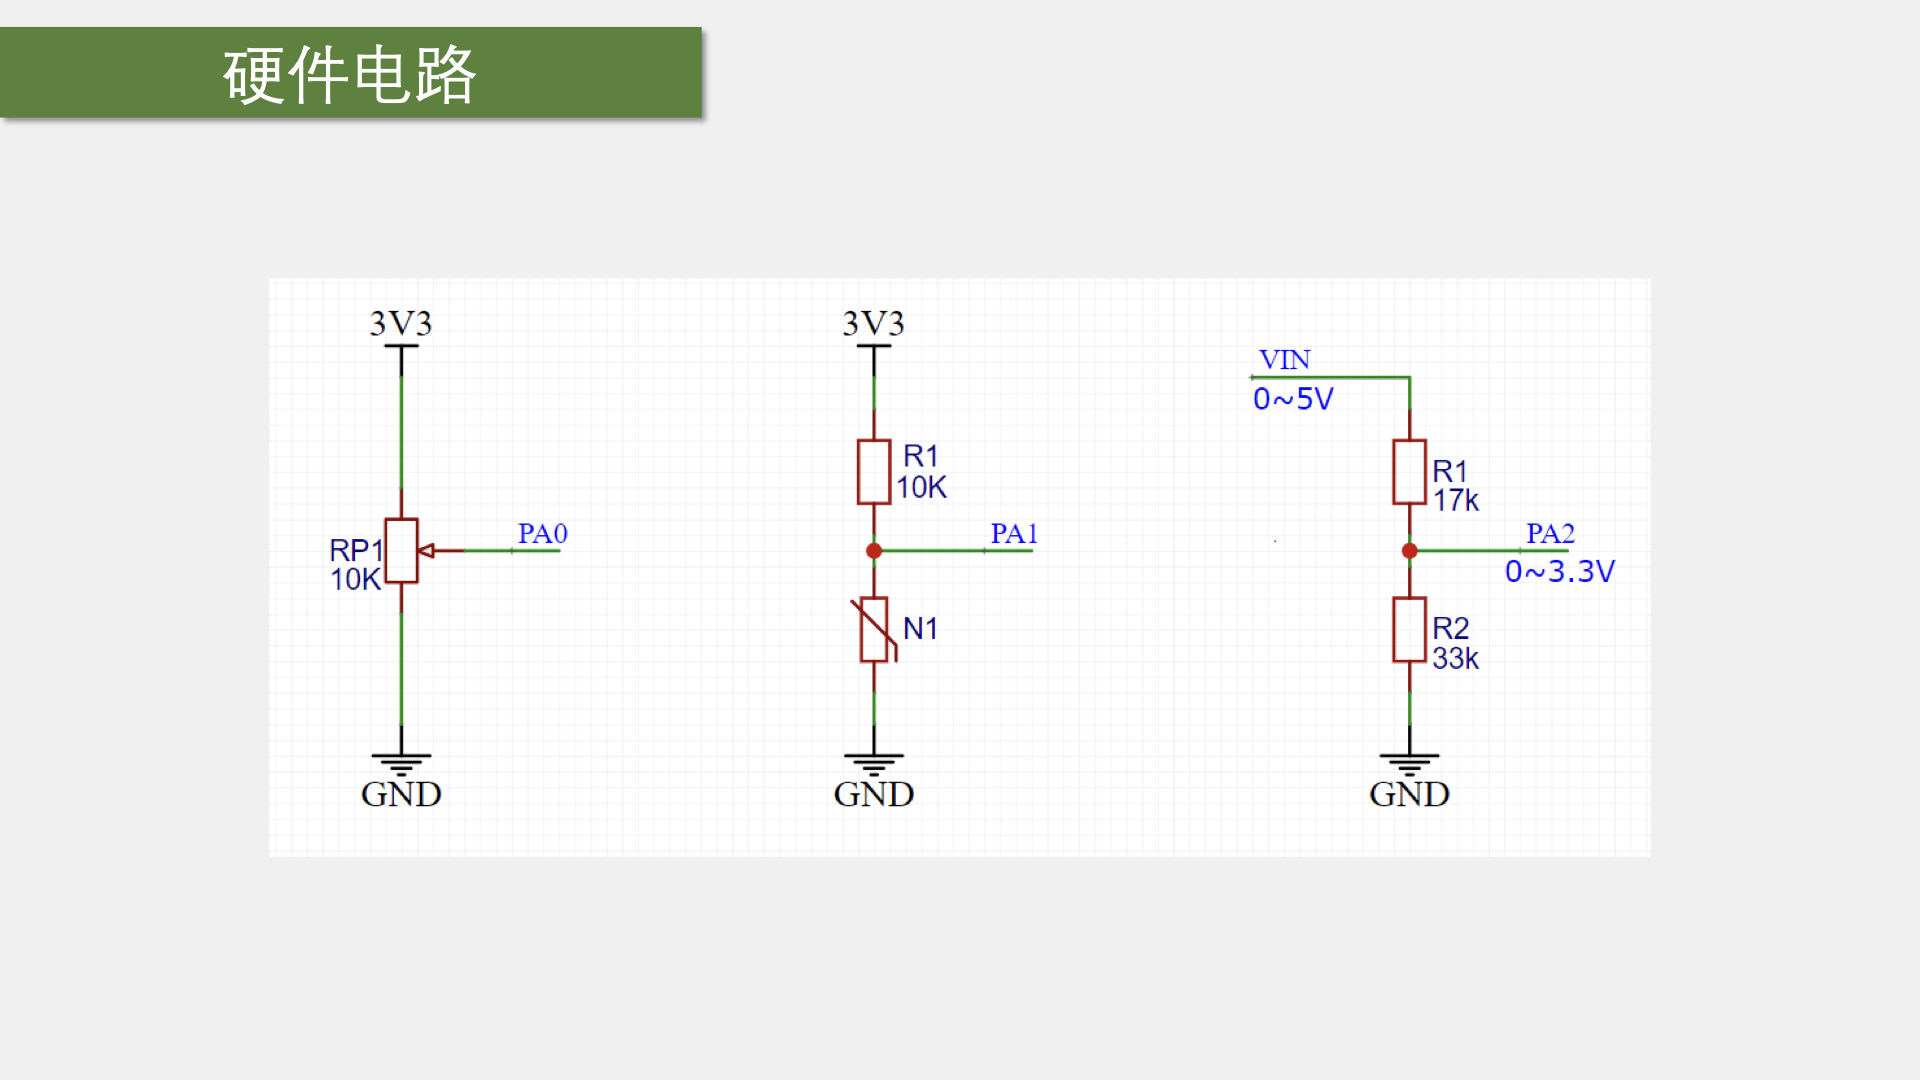 硬件电路
3V3
RP1
10K
PA0
GND
3V3
R1
10K
PA1
N1
GND
VIN
0~5V
R1
17k
PA2
0~3.3V
R2
33k
GND